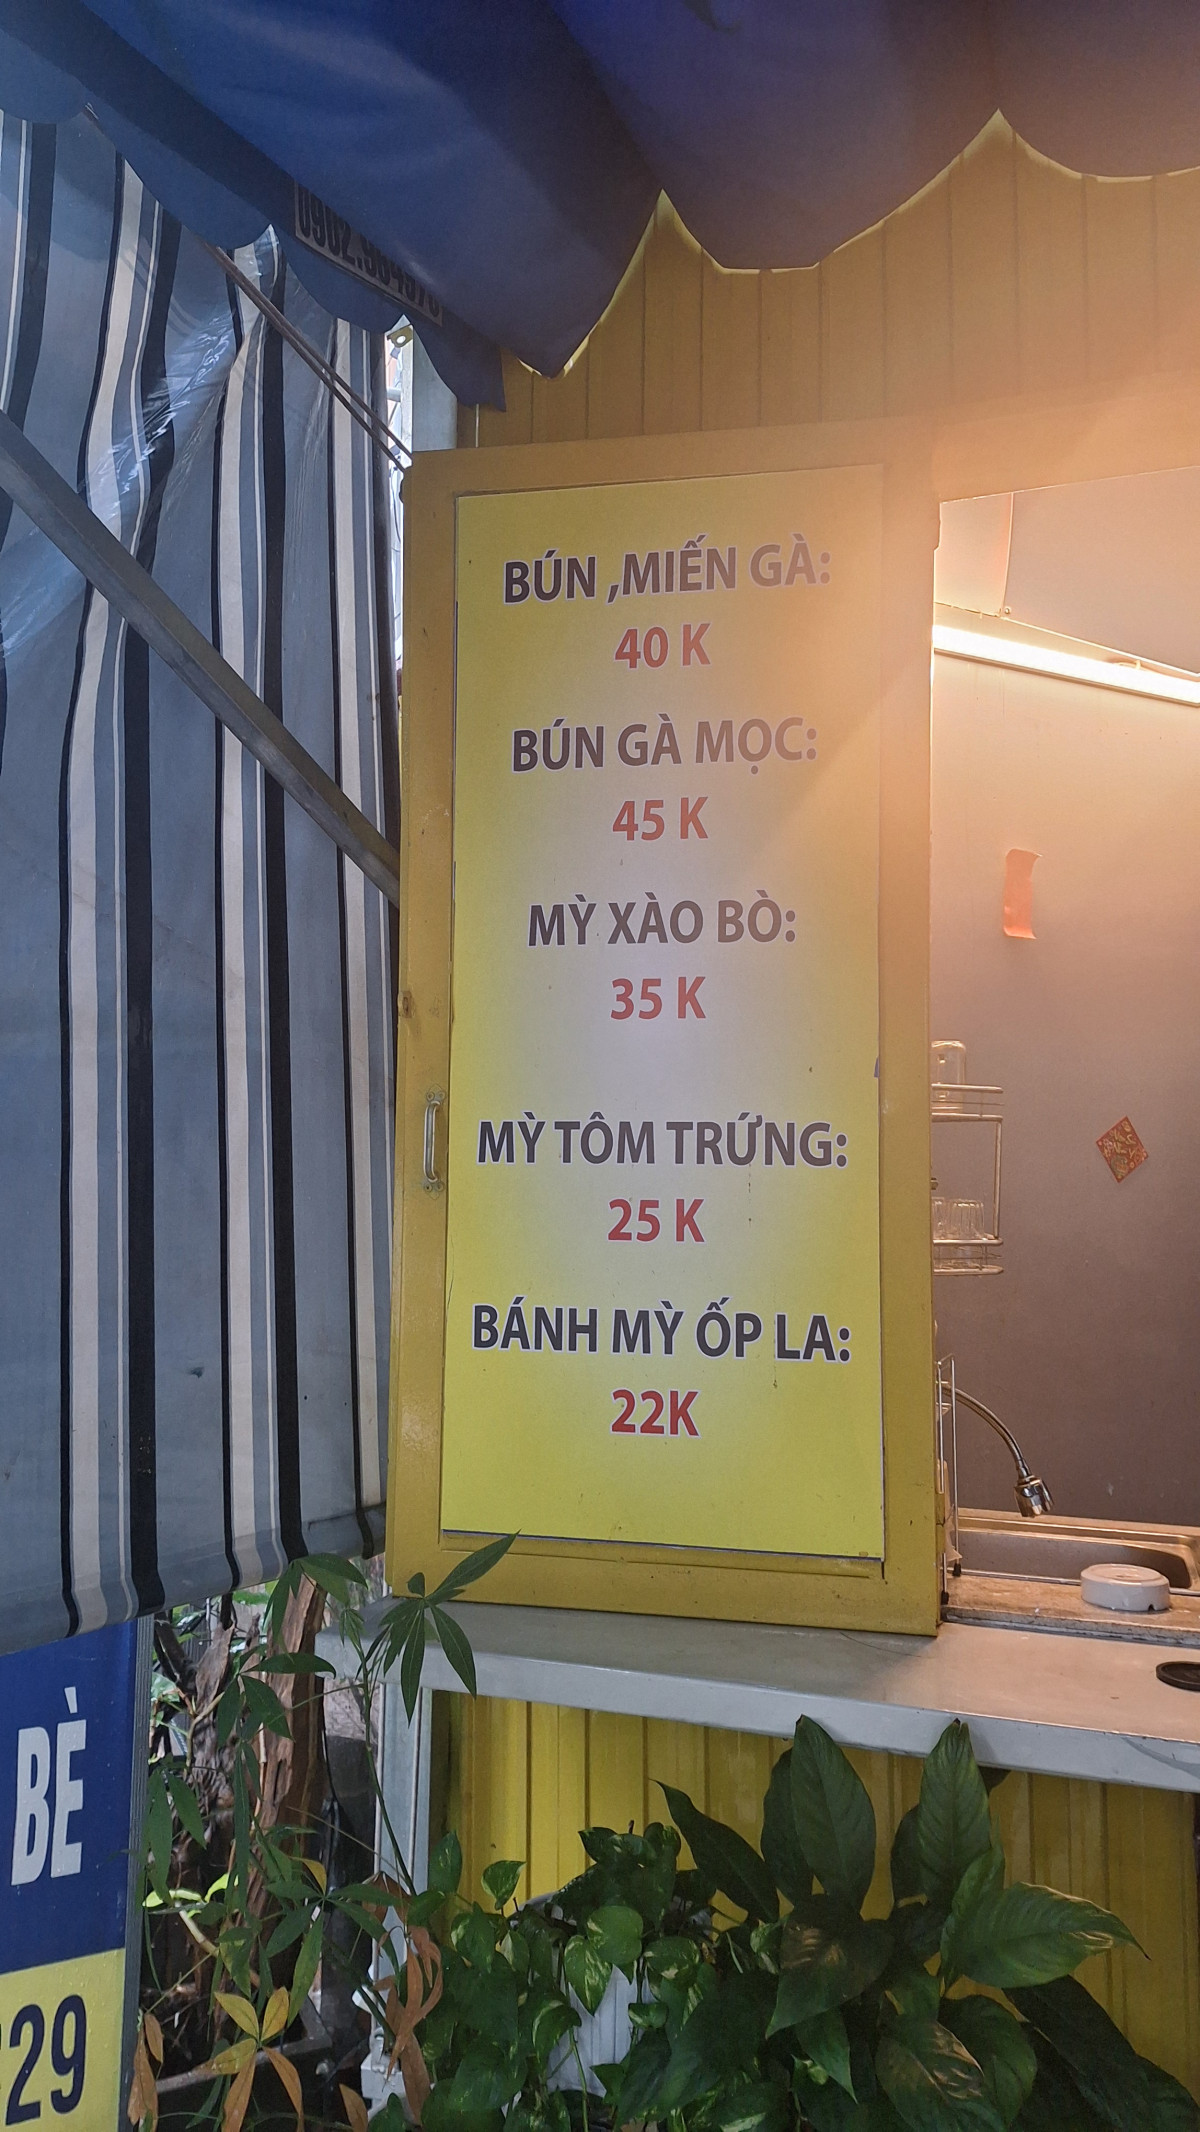 BÚN ,MIẾN GÀ:
40 K
BÚN GÀ MỌC:
45 K
MỲ XÀO BÒ:
35 K
MỲ TÔM TRỨNG:
25 K
BÁNH MỲ ỐP LA:
22K
BÈ
29